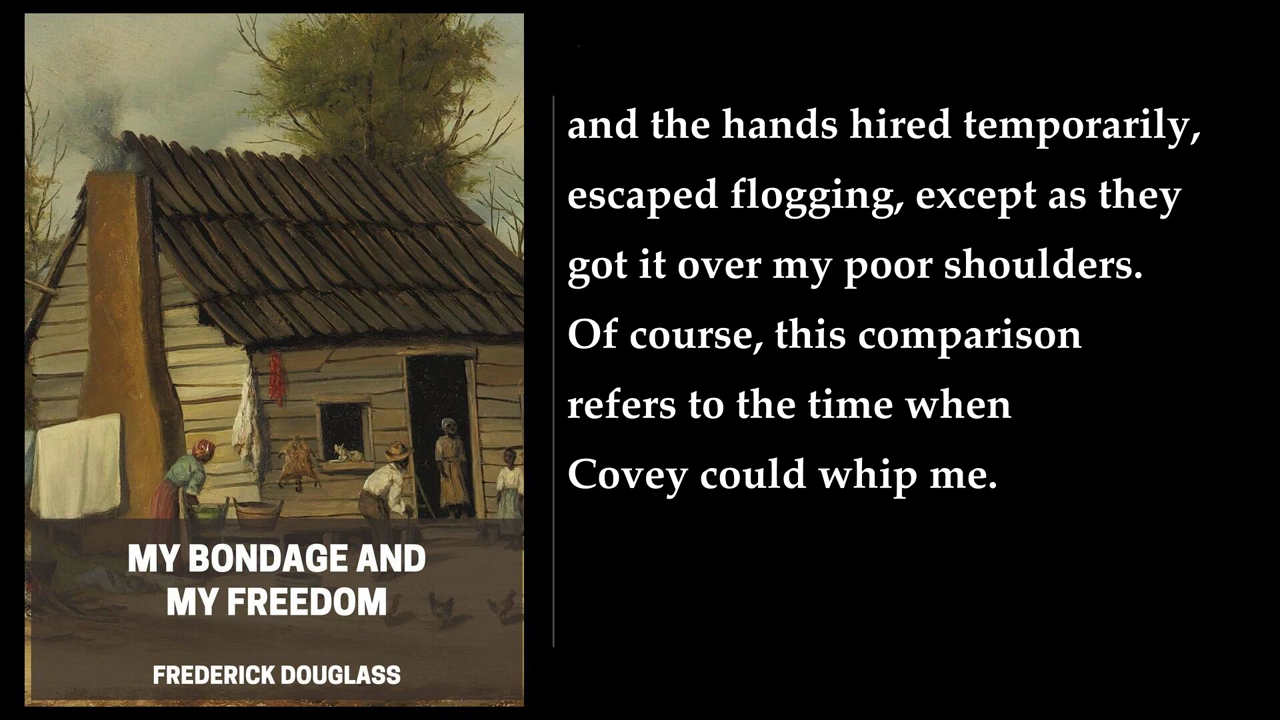 and the hands hired temporarily,
escaped flogging, except as they
got it over my poor shoulders.
Of course, this comparison
refers to the time when
Covey could whip me.
MY BONDAGE AND
MY FREEDOM
FREDERICK DOUGLASS